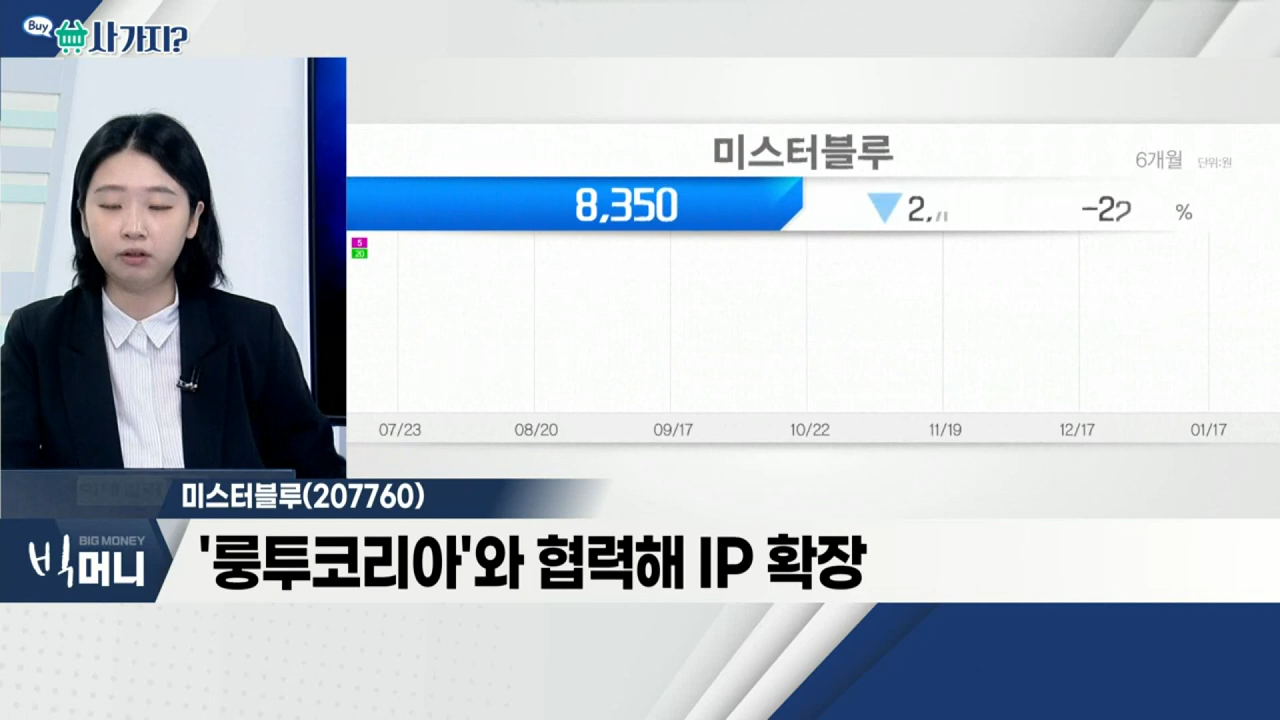 Buy
사가지?
미스터블루
6개월 단위:원
8,350
%
5
20
07/23 08/20 09/17 10/22 11/19 12/17 01/17
미스터블루(207760)
BIG MONEY
빅머니
'룽투코리아'와 협력해 IP 확장